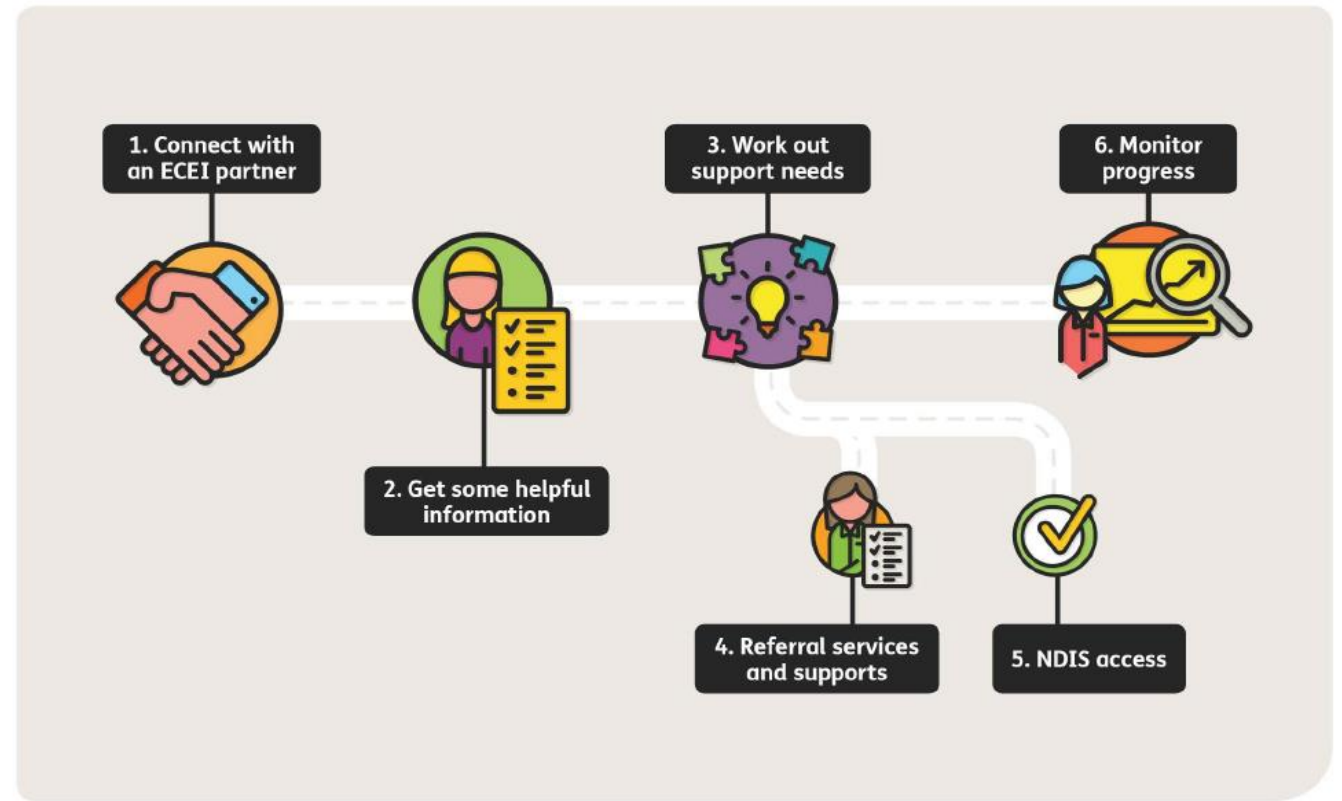 1. Connect with
an ECEI partner
2. Get some helpful
information
3. Work out
support needs
4. Referral services
and supports
5. NDIS access
6. Monitor
progress